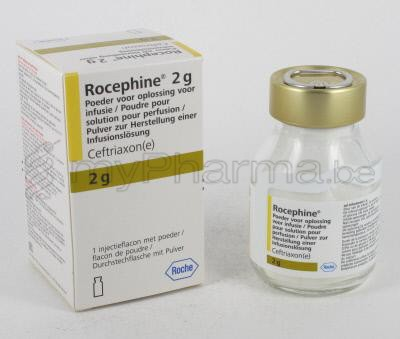 Rocephine® 2 g
Poeder voor oplossing voor
infusie / Poudre pour
solution pour perfusion /
Pulver zur Herstellung einer
Infusionslösung
Ceftriaxon(e)
2 g
1 injectieflacon met poeder /
flacon de poudre /
Durchstechflasche mit Pulver
Roche
Rocephine®
Poeder voor oplossing
voor infusie / Poudre
pour solution pour
perfusion / Pulver zur
Herstellung einer
Infusionslösung
Ceftriaxon(e)
2 g
Roche
myPharma.be